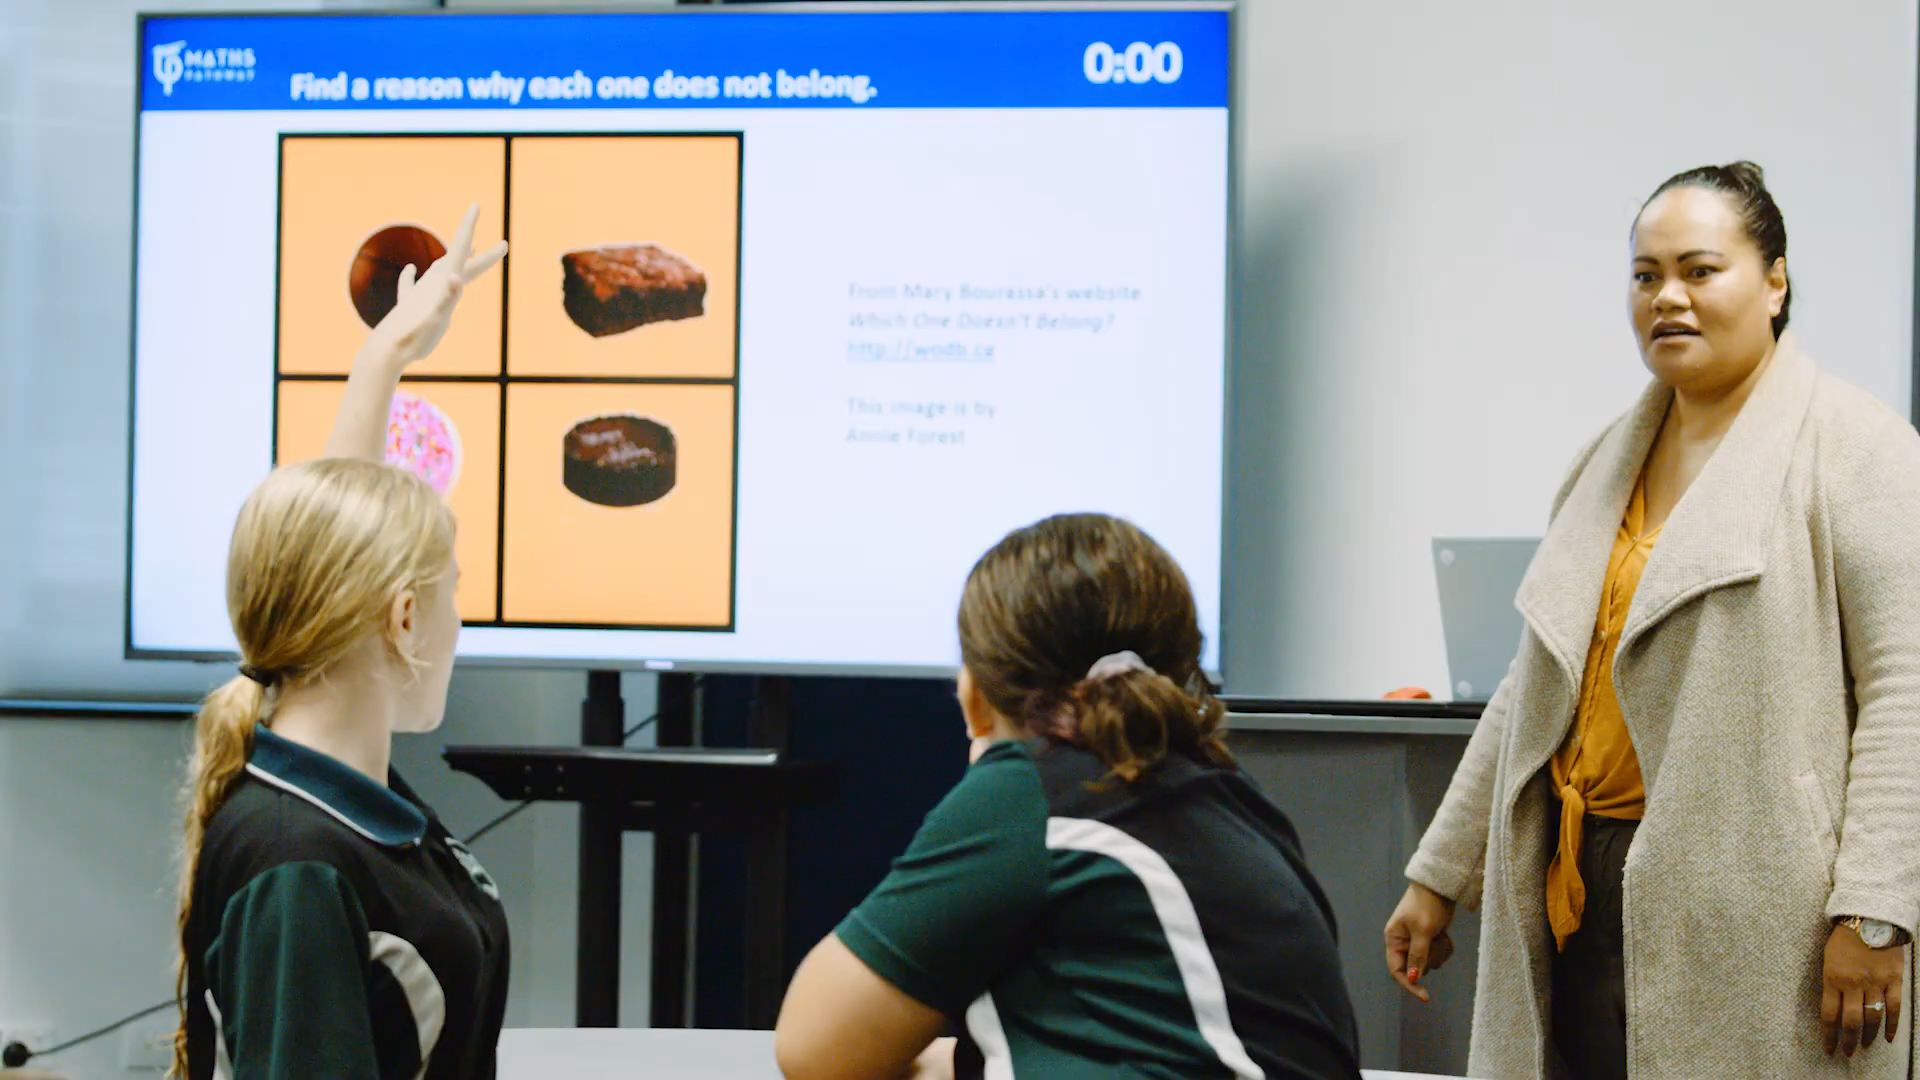 MATHS
PATHWAY
Find a reason why each one does not belong.
0:00
From Mary Bourassa's website
Which One Doesn't Belong?
http://wodb.ca
This image is by
Annie Forest